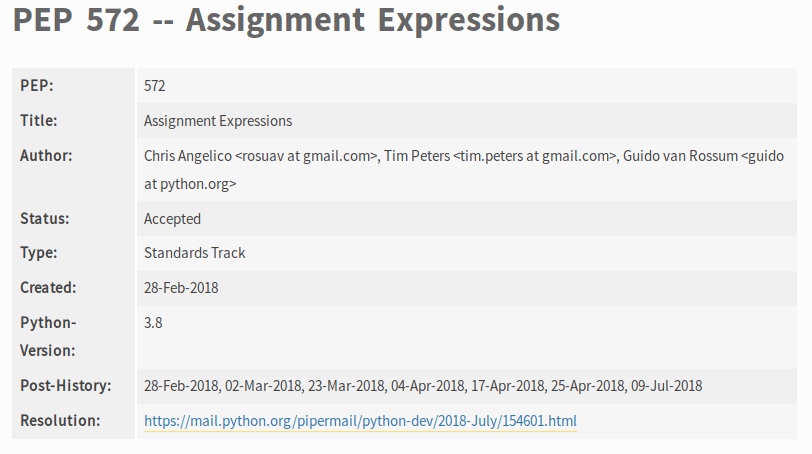 PEP 572 -- Assignment Expressions
PEP: 572
Title: Assignment Expressions
Author: Chris Angelico <rosuav at gmail.com>, Tim Peters <tim.peters at gmail.com>, Guido van Rossum <guido
at python.org>
Status: Accepted
Type: Standards Track
Created: 28-Feb-2018
Python- 3.8
Version:
Post-History: 28-Feb-2018, 02-Mar-2018, 23-Mar-2018, 04-Apr-2018, 17-Apr-2018, 25-Apr-2018, 09-Jul-2018
Resolution: https://mail.python.org/pipermail/python-dev/2018-July/154601.html